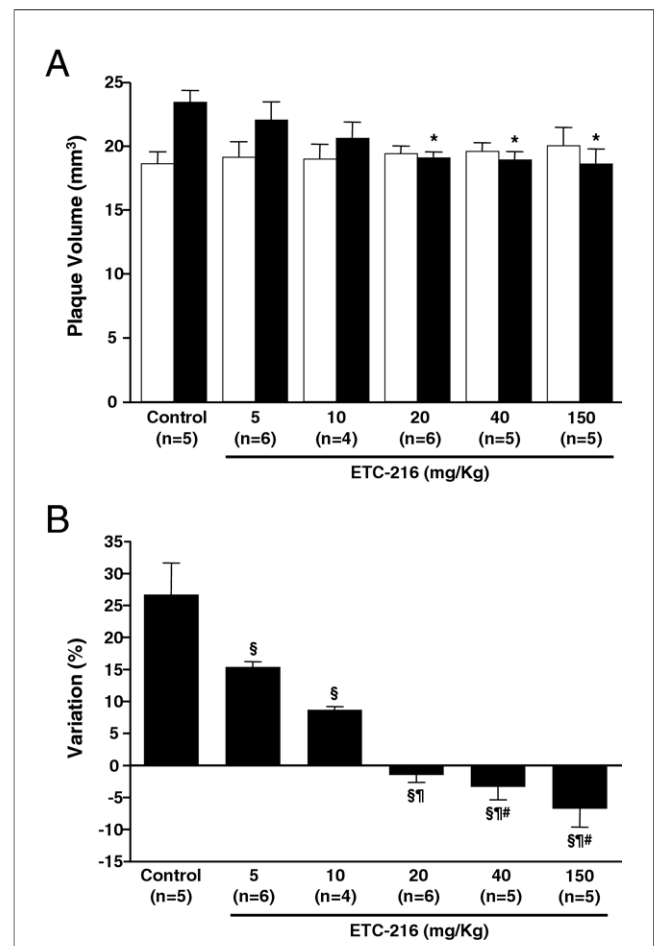 A
25
20
15
10
5
0
Plaque Volume (mm³)
* * *
Control 5 10 20 40 150
(n=5) (n=6) (n=4) (n=6) (n=5) (n=5)
ETC-216 (mg/Kg)
B
35
30
25
20
15
10
5
0
-5
-10
-15
Variation (%)
§ §
§¶ §¶# §¶#
Control 5 10 20 40 150
(n=5) (n=6) (n=4) (n=6) (n=5) (n=5)
ETC-216 (mg/Kg)